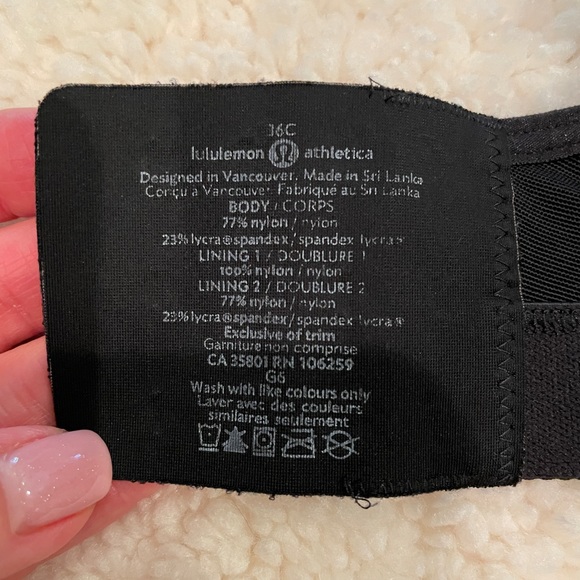 36C
lululemon athletica
Designed in Vancouver. Made in Sri Lanka
Conçu à Vancouver. Fabriqué au Sri Lanka
BODY / CORPS
77% nylon / nylon
23% lycra®spandex / spandex lycra®
LINING 1 / DOUBLURE 1
100% nylon / nylon
LINING 2 / DOUBLURE 2
77% nylon / nylon
23% lycra®spandex / spandex lycra®
Exclusive of trim
Garniture non comprise
CA 35801 RN 106259
G6
Wash with like colours only
Laver avec des couleurs
similaires seulement